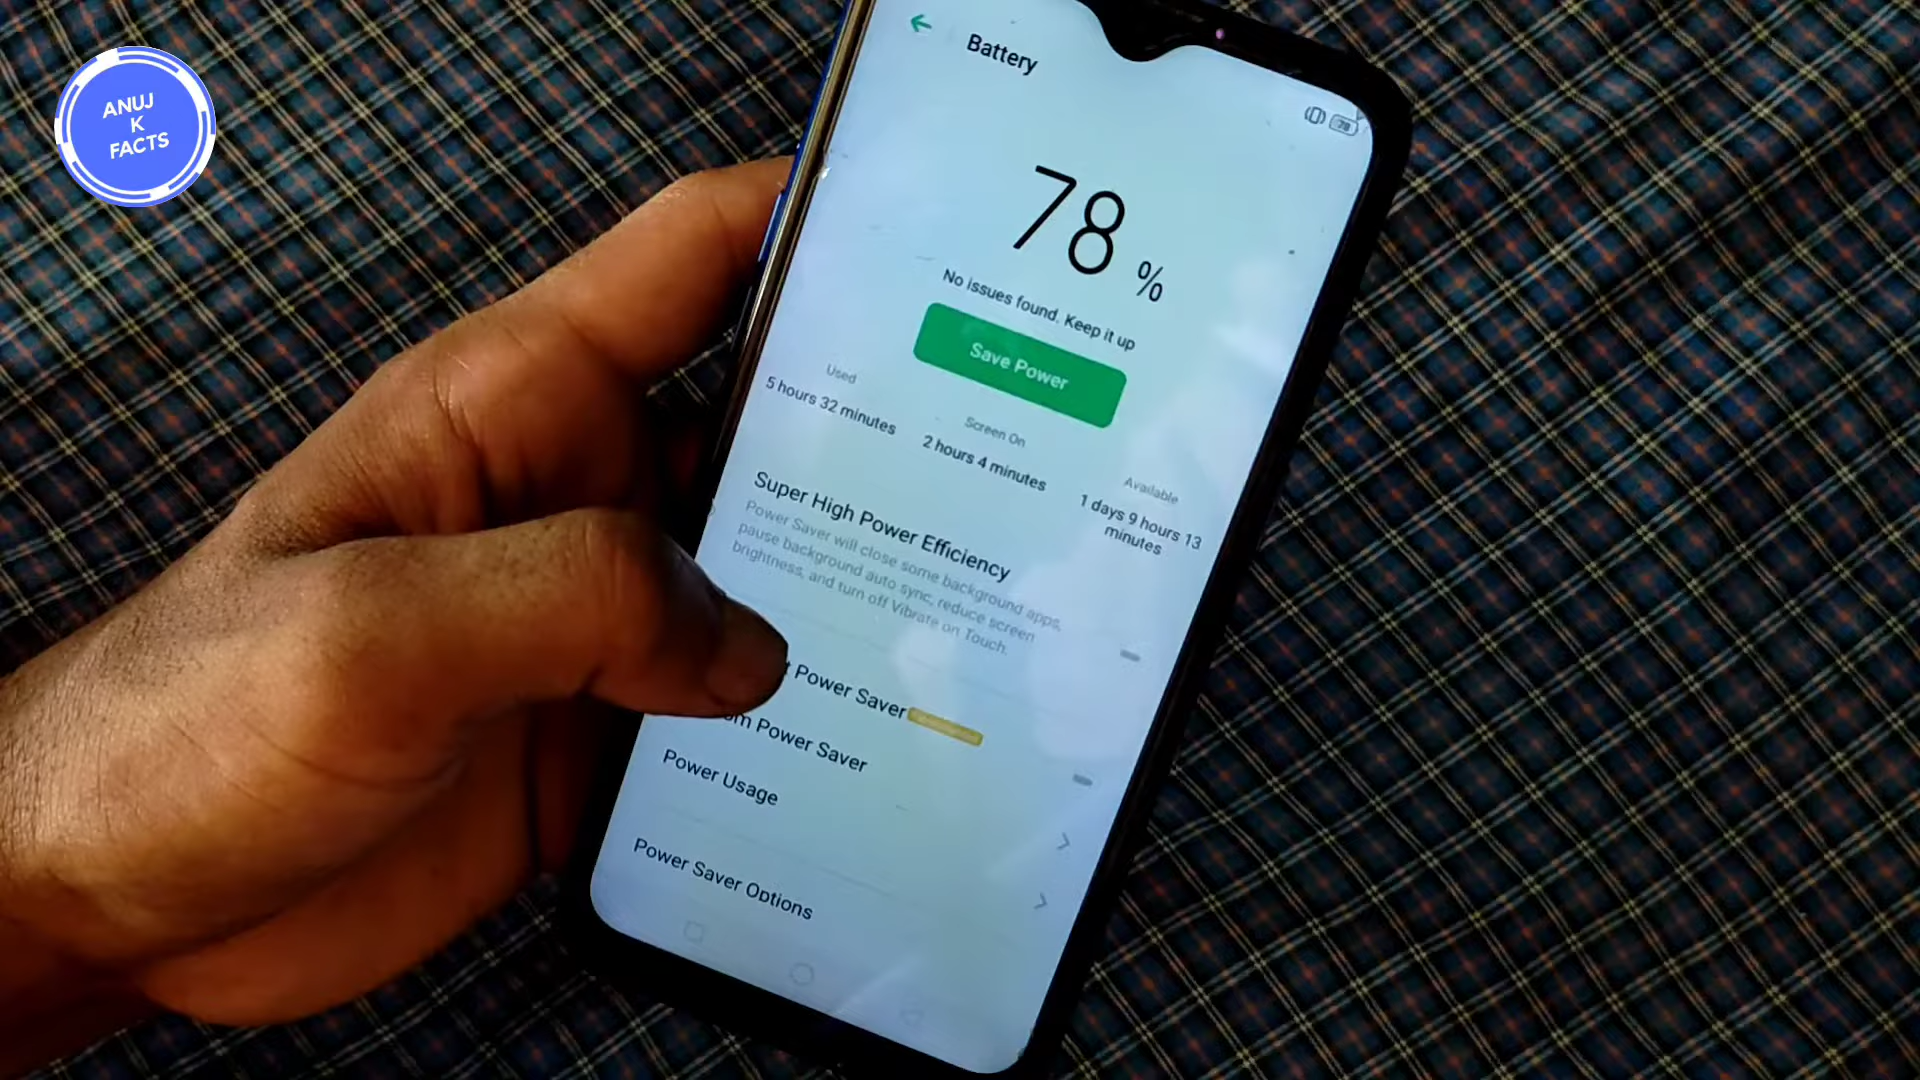 ANUJ
K
FACTS
Battery
78
78 %
No issues found. Keep it up
Save Power
Used
5 hours 32 minutes
Screen On
2 hours 4 minutes
Available
1 days 9 hours 13
minutes
Super High Power Efficiency
Power Saver will close some background apps,
pause background auto sync, reduce screen
brightness, and turn off Vibrate on Touch.
Power Saver
Power Saver
Power Usage
Power Saver Options